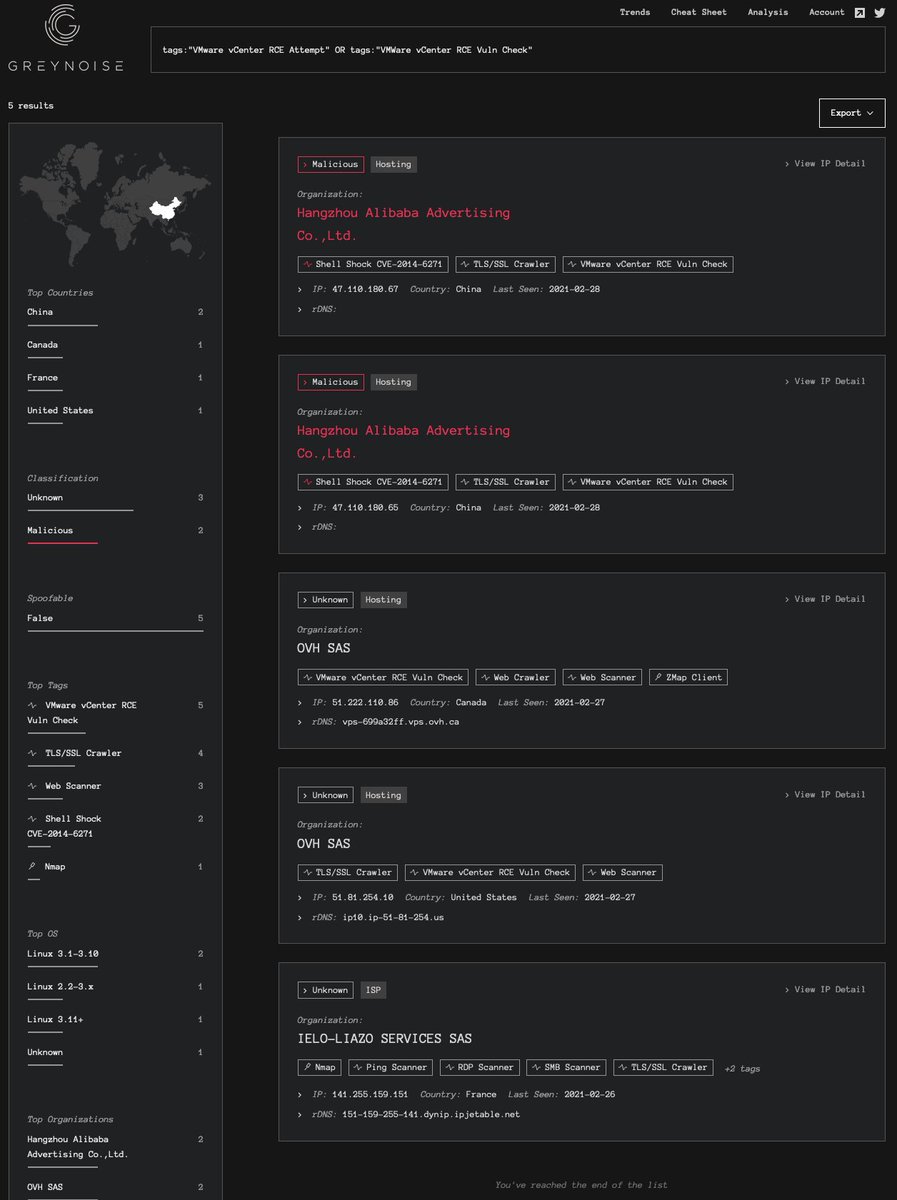 Trends Cheat Sheet Analysis Account
GREYNOISE
tags:"VMware vCenter RCE Attempt" OR tags:"VMWare vCenter RCE Vuln Check"
5 results
Export
Top Countries
China 2
Canada 1
France 1
United States 1
Classification
Unknown 3
Malicious 2
Spoofable
False 5
Top Tags
VMware vCenter RCE 5
Vuln Check
TLS/SSL Crawler 4
Web Scanner 3
Shell Shock 2
CVE-2014-6271
Nmap 1
Top OS
Linux 3.1-3.10 2
Linux 2.2-3.x 1
Linux 3.11+ 1
Unknown 1
Top Organizations
Hangzhou Alibaba 2
Advertising Co.,Ltd.
OVH SAS 2
› Malicious Hosting › View IP Detail
Organization:
Hangzhou Alibaba Advertising
Co.,Ltd.
Shell Shock CVE-2014-6271 TLS/SSL Crawler VMware vCenter RCE Vuln Check
› IP: 47.110.180.67 Country: China Last Seen: 2021-02-28
› rDNS:
› Malicious Hosting › View IP Detail
Organization:
Hangzhou Alibaba Advertising
Co.,Ltd.
Shell Shock CVE-2014-6271 TLS/SSL Crawler VMware vCenter RCE Vuln Check
› IP: 47.110.180.65 Country: China Last Seen: 2021-02-28
› rDNS:
› Unknown Hosting › View IP Detail
Organization:
OVH SAS
VMware vCenter RCE Vuln Check Web Crawler Web Scanner ZMap Client
› IP: 51.222.110.86 Country: Canada Last Seen: 2021-02-27
› rDNS: vps-699a32ff.vps.ovh.ca
› Unknown Hosting › View IP Detail
Organization:
OVH SAS
TLS/SSL Crawler VMware vCenter RCE Vuln Check Web Scanner
› IP: 51.81.254.10 Country: United States Last Seen: 2021-02-27
› rDNS: ip10.ip-51-81-254.us
› Unknown ISP › View IP Detail
Organization:
IELO-LIAZO SERVICES SAS
Nmap Ping Scanner RDP Scanner SMB Scanner TLS/SSL Crawler +2 tags
› IP: 141.255.159.151 Country: France Last Seen: 2021-02-26
› rDNS: 151-159-255-141.dynip.ipjetable.net
You've reached the end of the list